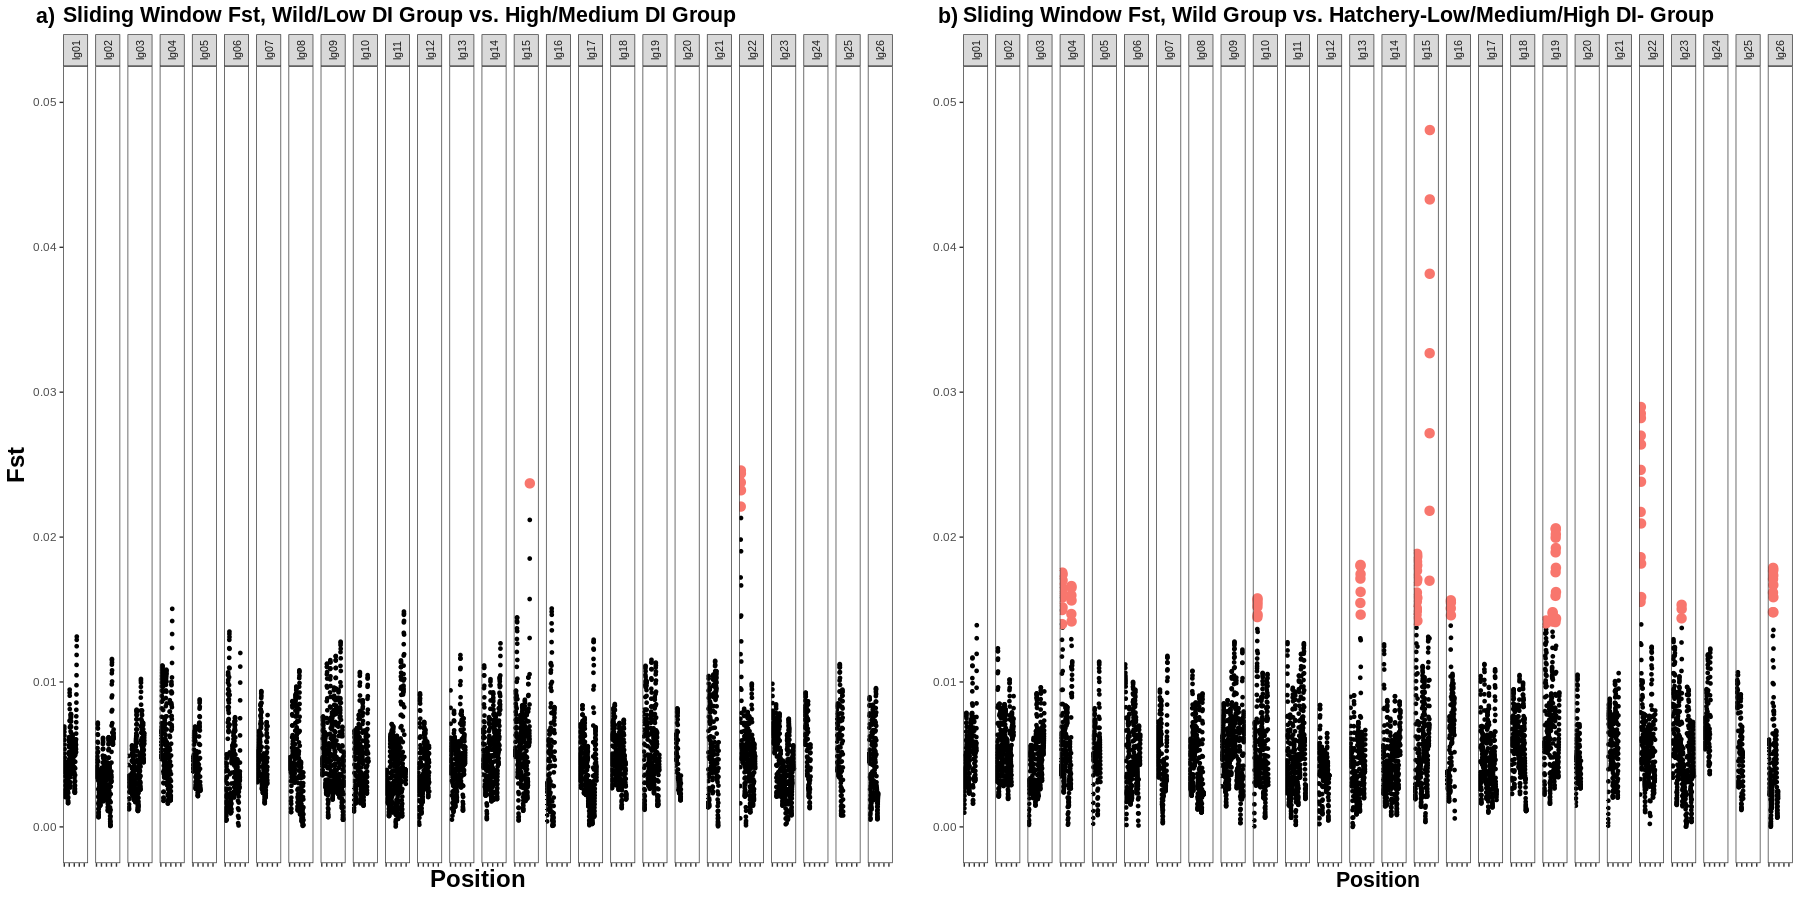 a) Sliding Window Fst, Wild/Low DI Group vs. High/Medium DI Group
lg01 lg02 lg03 lg04 lg05 lg06 lg07 lg08 lg09 lg10 lg11 lg12 lg13 lg14 lg15 lg16 lg17 lg18 lg19 lg20 lg21 lg22 lg23 lg24 lg25 lg26
0.05
0.04
0.03
0.02
0.01
0.00
Fst
Position
b) Sliding Window Fst, Wild Group vs. Hatchery-Low/Medium/High DI- Group
lg01 lg02 lg03 lg04 lg05 lg06 lg07 lg08 lg09 lg10 lg11 lg12 lg13 lg14 lg15 lg16 lg17 lg18 lg19 lg20 lg21 lg22 lg23 lg24 lg25 lg26
0.05
0.04
0.03
0.02
0.01
0.00
Position